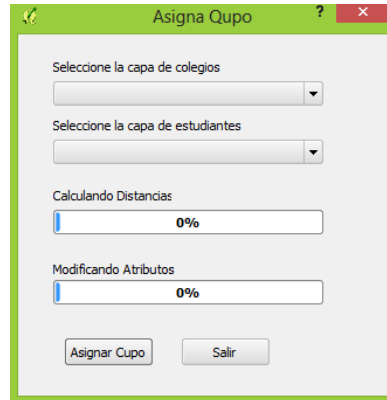 Asigna Qupo ? ×
Seleccione la capa de colegios
Seleccione la capa de estudiantes
Calculando Distancias
0%
Modificando Atributos
0%
Asignar Cupo Salir